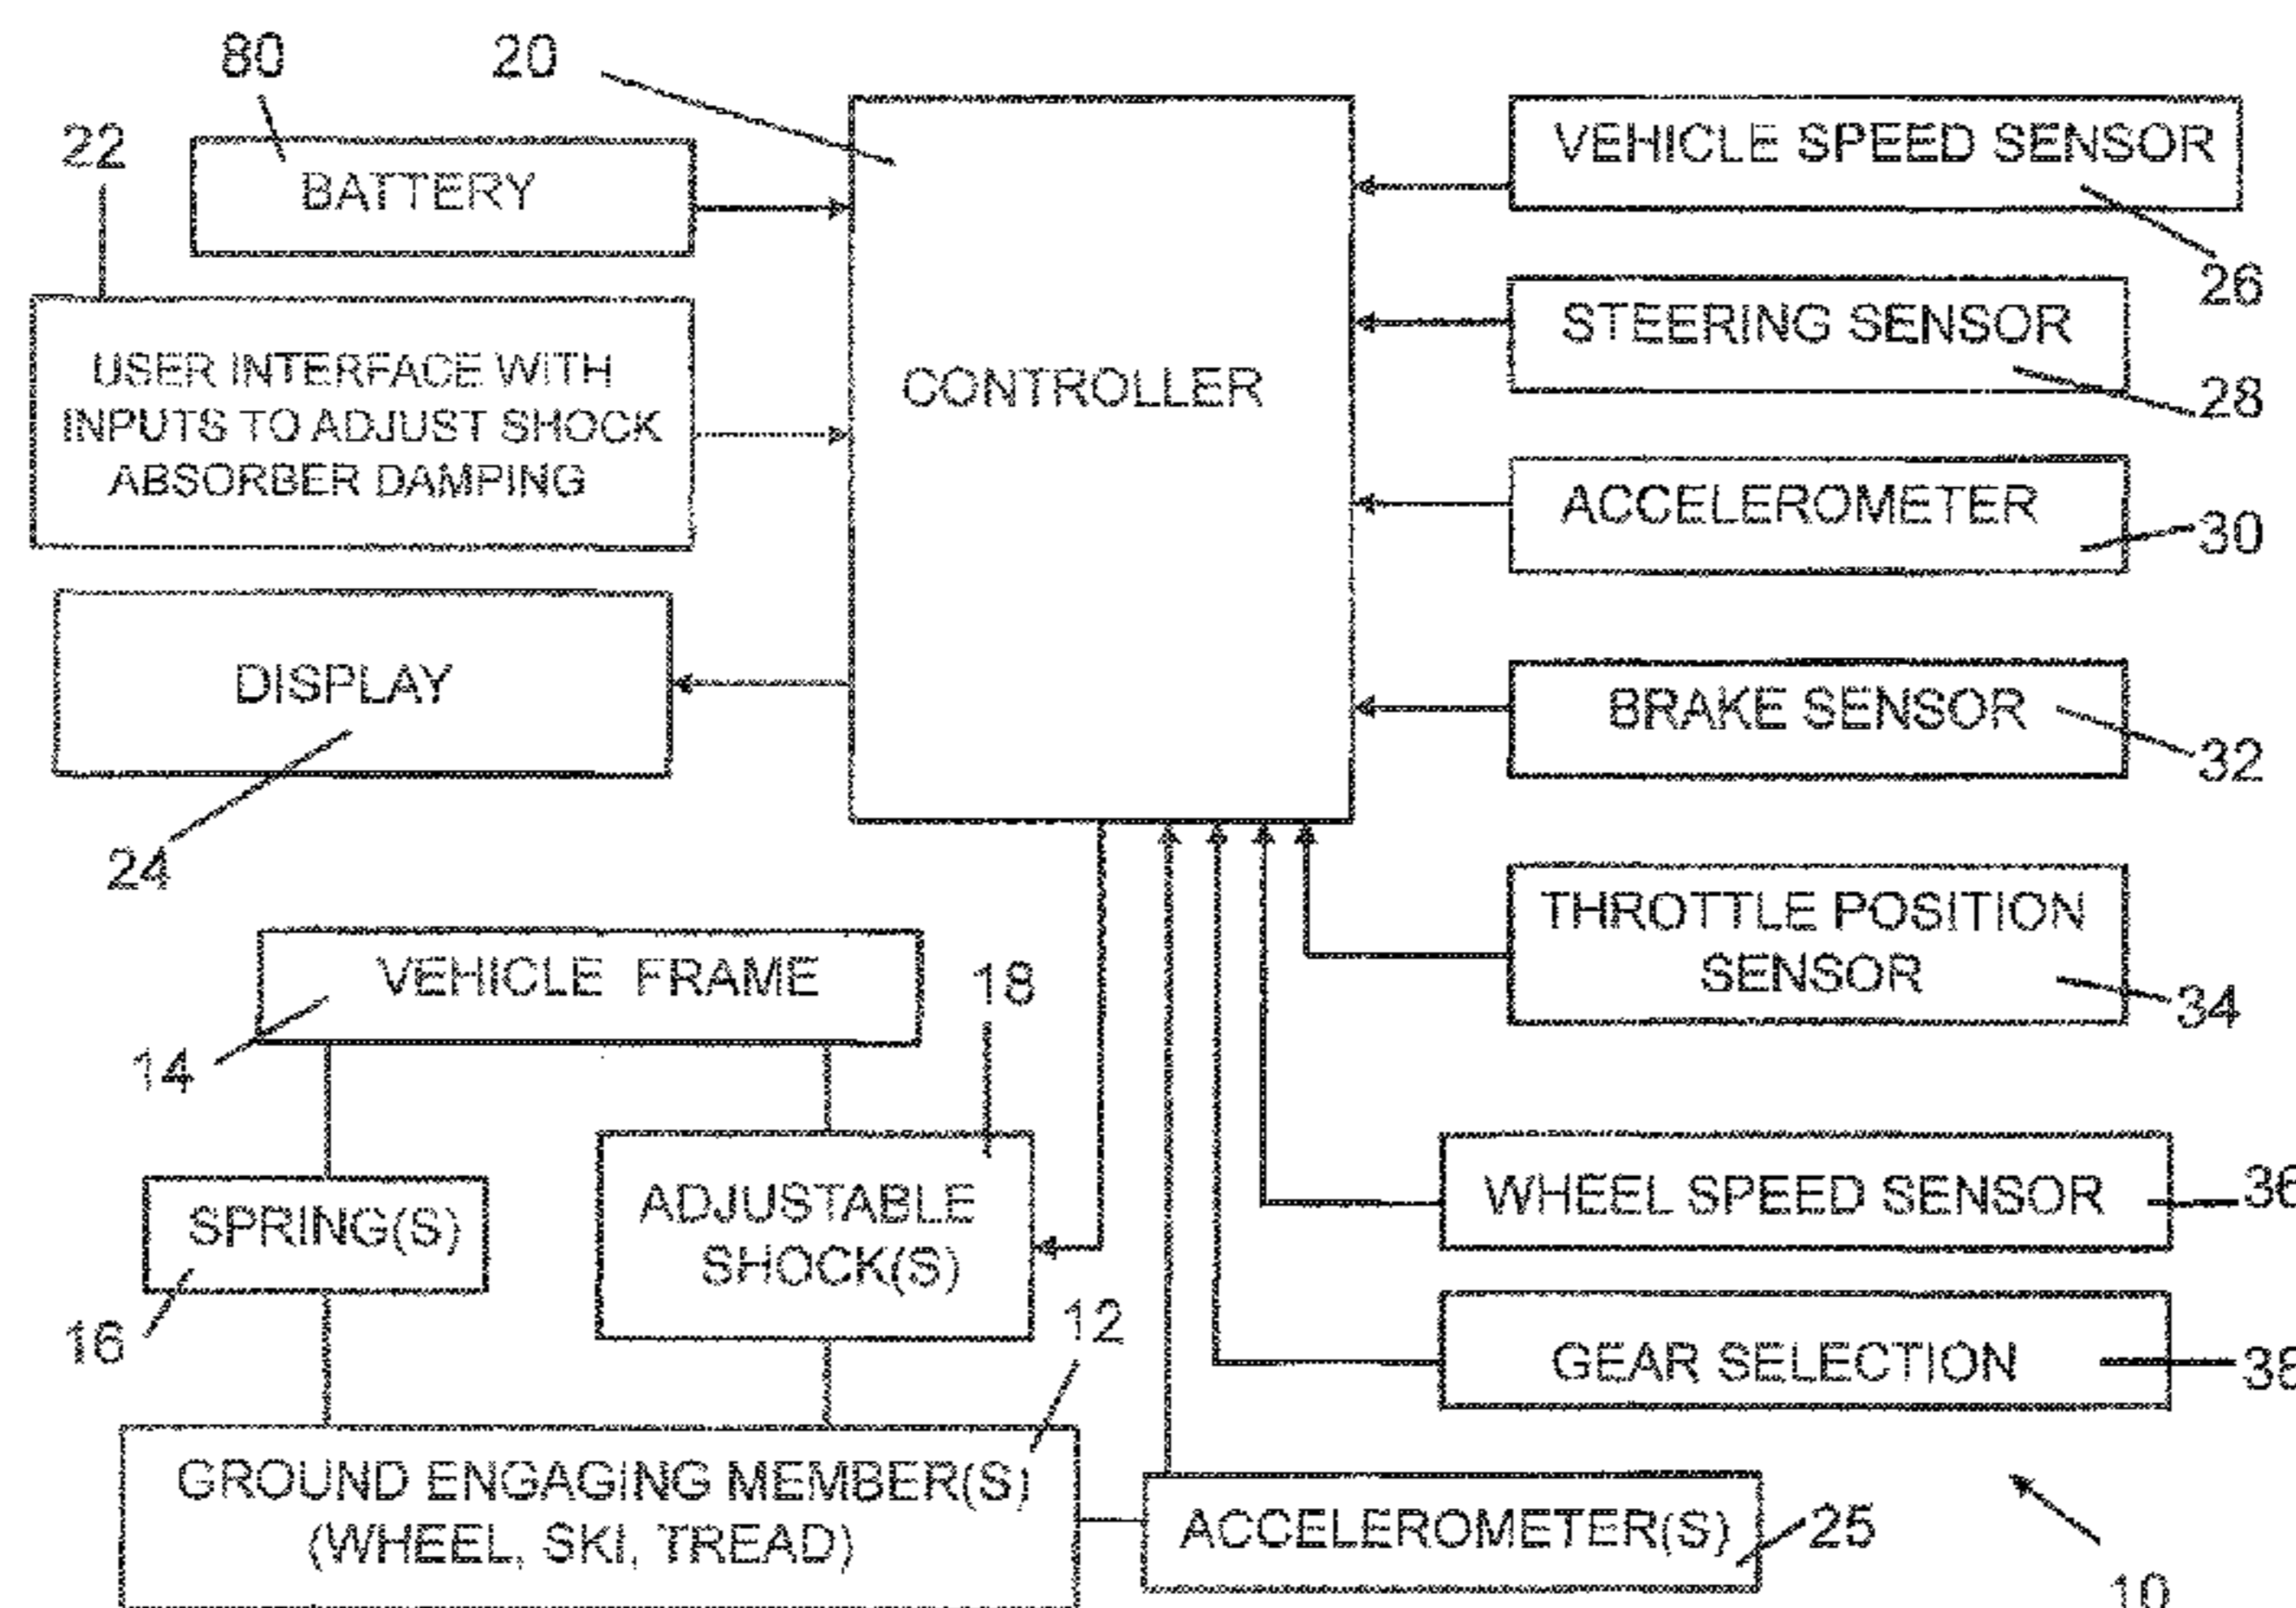 80
20
22
BATTERY
VEHICLE SPEED SENSOR
26
USER INTERFACE WITH
INPUTS TO ADJUST SHOCK
ABSORBER DAMPING
CONTROLLER
STEERING SENSOR
28
ACCELEROMETER
30
DISPLAY
24
BRAKE SENSOR
32
THROTTLE POSITION
SENSOR
34
VEHICLE FRAME
14
18
SPRING(S)
16
ADJUSTABLE
SHOCK(S)
12
WHEEL SPEED SENSOR
36
GEAR SELECTION
GROUND ENGAGING MEMBER(S)
(WHEEL, SKI, TREAD)
ACCELEROMETER(S)
25
10